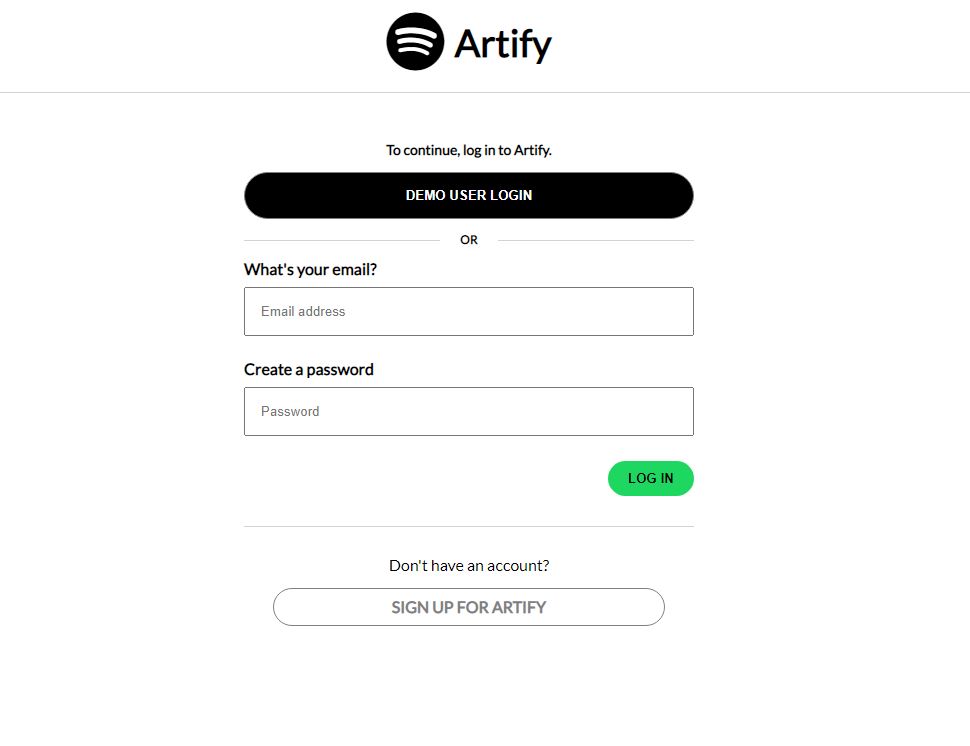 Artify
To continue, log in to Artify.
DEMO USER LOGIN
OR
What's your email?
Email address
Create a password
Password
LOG IN
Don't have an account?
SIGN UP FOR ARTIFY